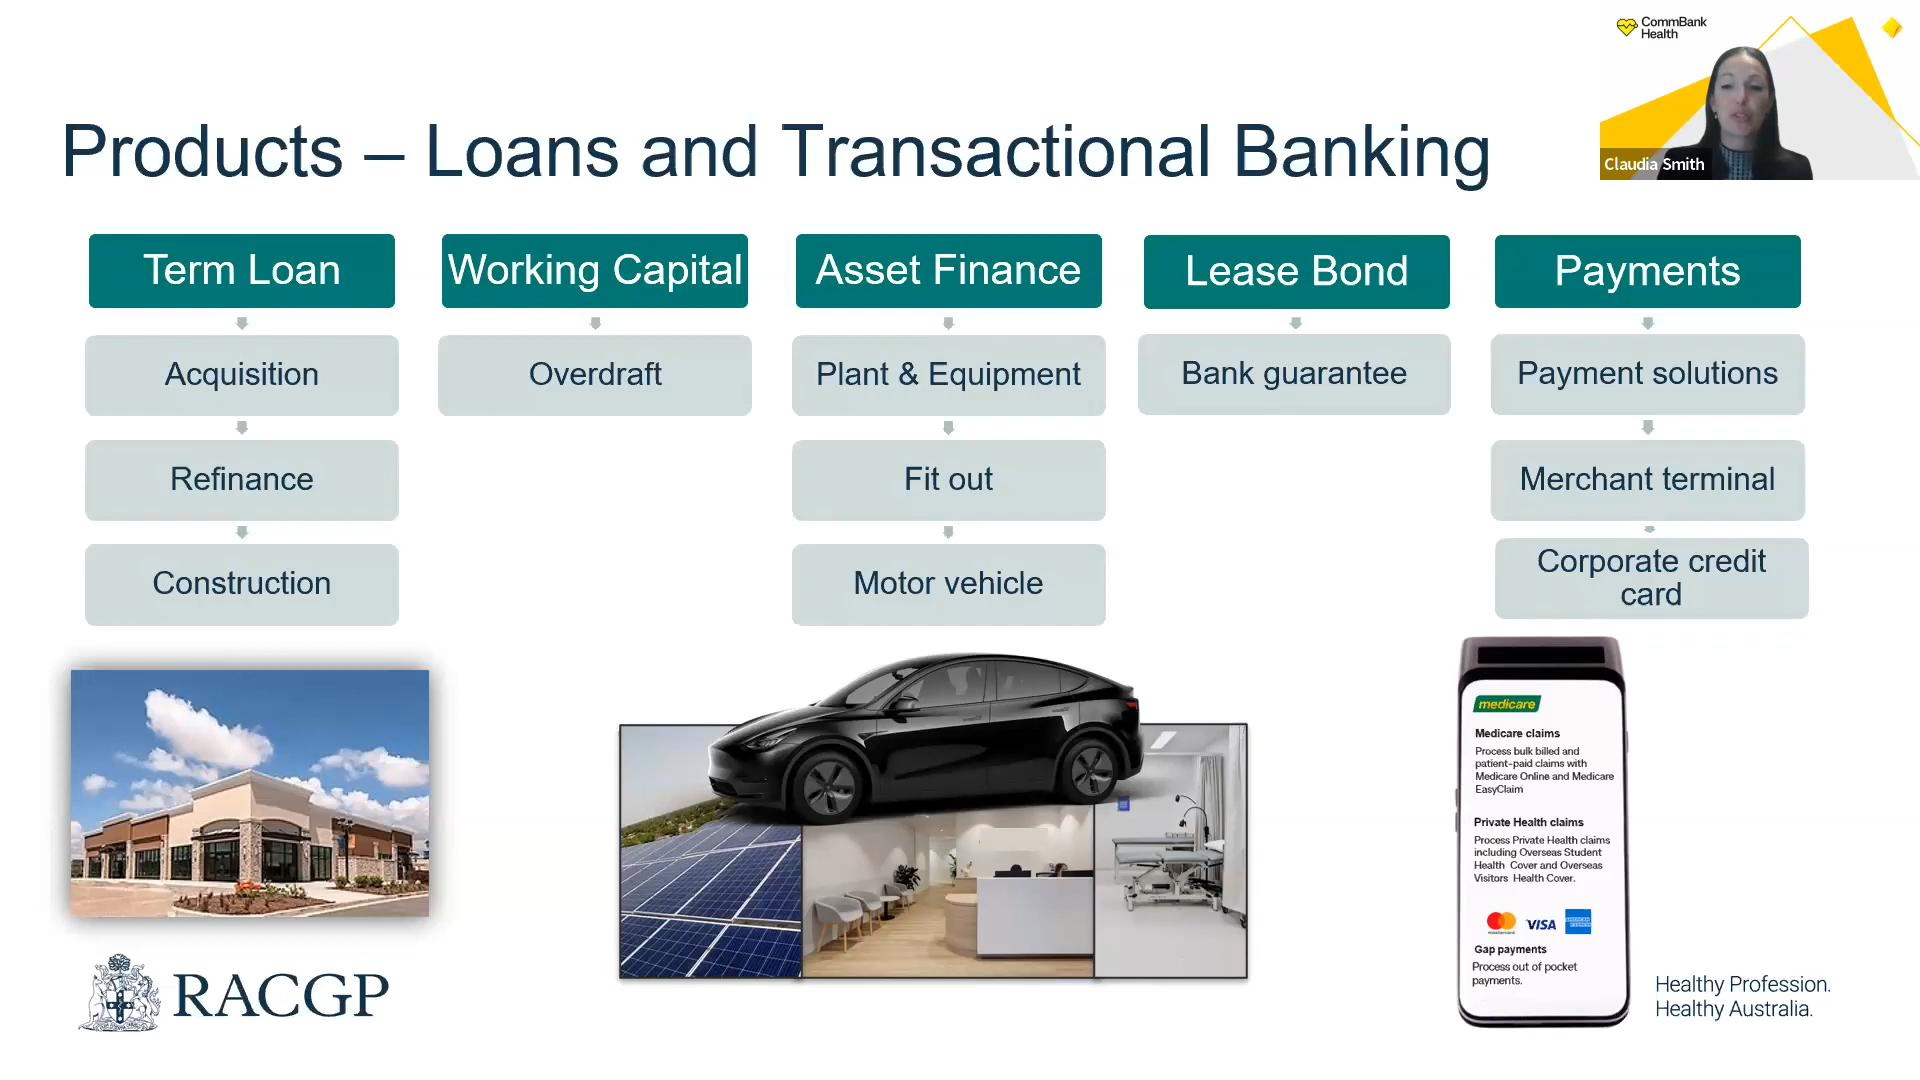 CommBank
Health
Claudia Smith
Products – Loans and Transactional Banking
Term Loan
Acquisition
Refinance
Construction
Working Capital
Overdraft
Asset Finance
Plant & Equipment
Fit out
Motor vehicle
Lease Bond
Bank guarantee
Payments
Payment solutions
Merchant terminal
Corporate credit
card
medicare
Medicare claims
Process bulk billed and
patient-paid claims with
Medicare Online and Medicare
EasyClaim
Private Health claims
Process Private Health claims
including Overseas Student
Health Cover and Overseas
Visitors Health Cover.
mastercard VISA AMERICAN EXPRESS
Gap payments
Process out of pocket
payments.
RACGP
Healthy Profession.
Healthy Australia.